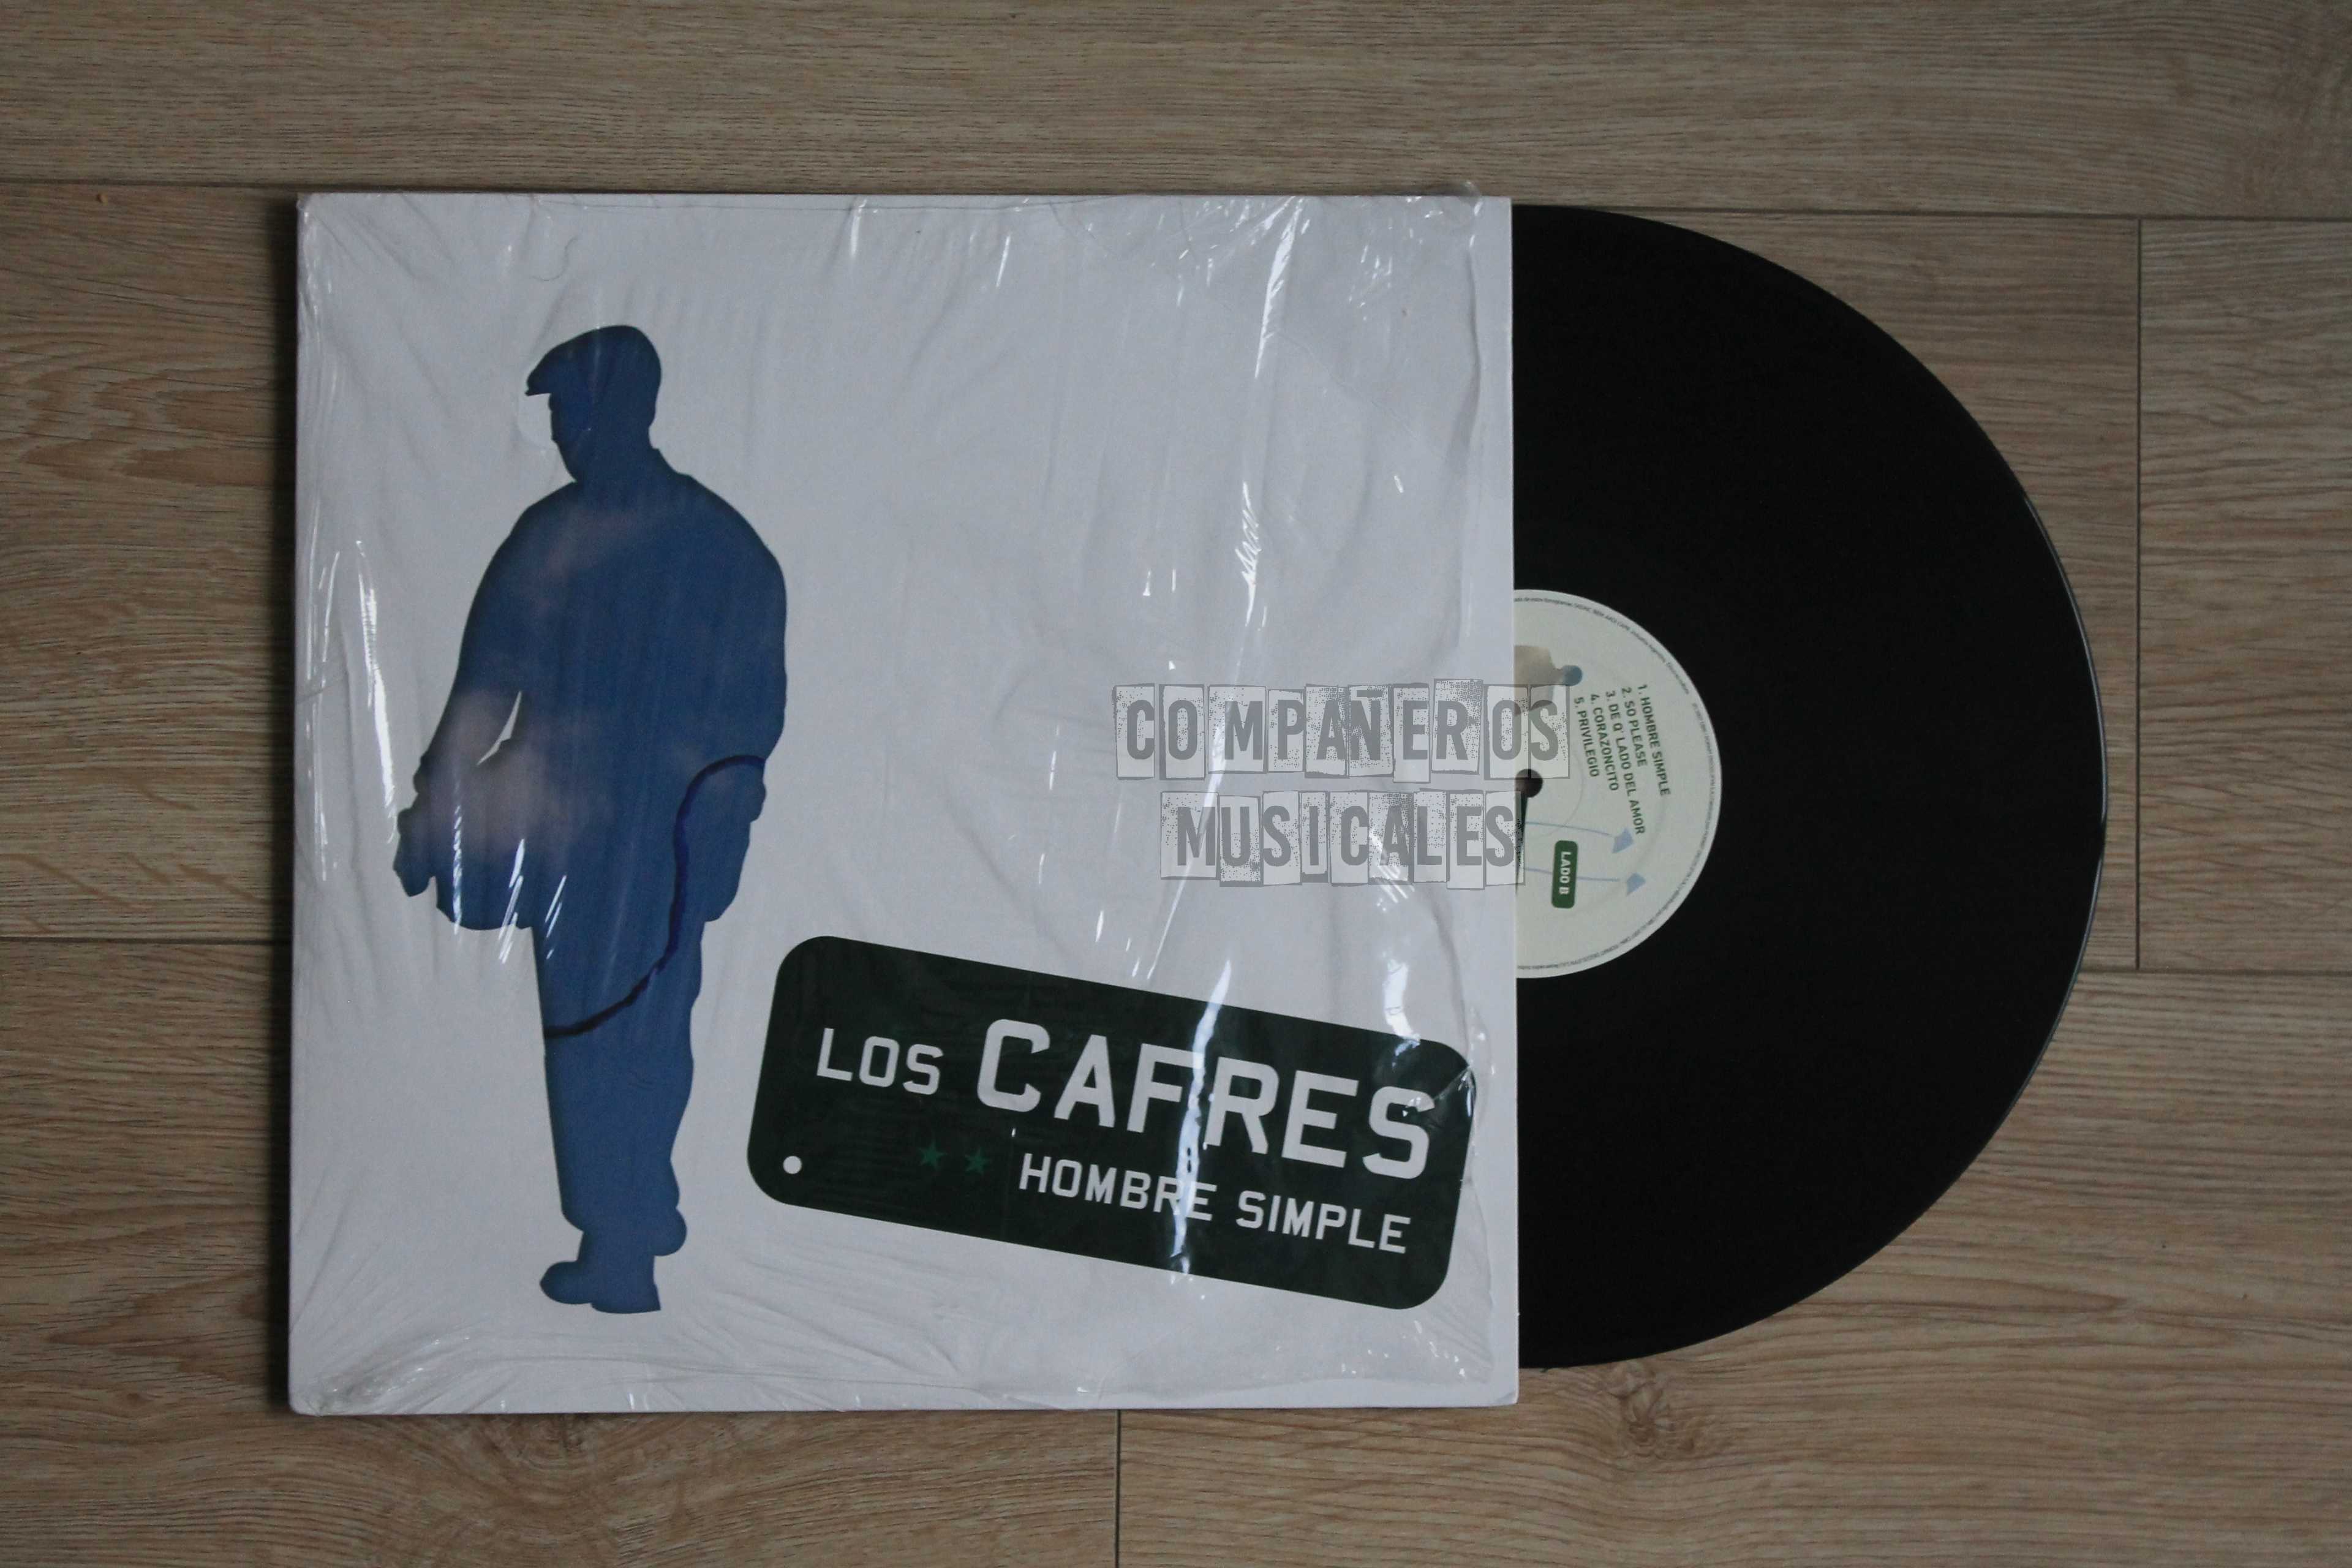 COMPAÑEROS
MUSICALES
LOS CAFRES
HOMBRE SIMPLE
1. HOMBRE SIMPLE
2. SO PLEASE
3. DE Q' LADO DEL AMOR
4. CORAZONCITO
5. PRIVILEGIO
LADO B